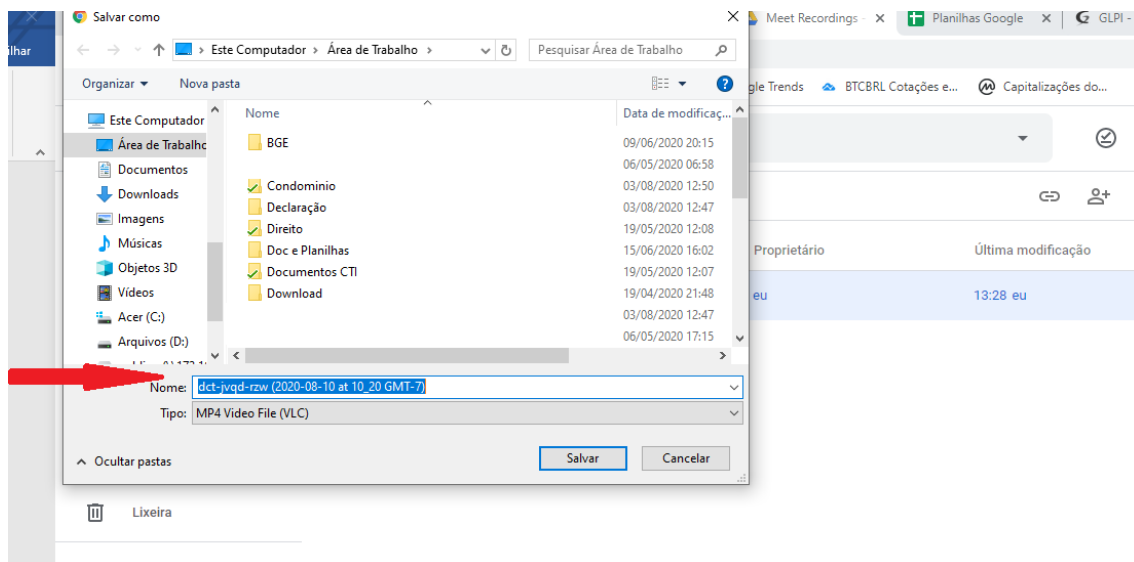 Salvar como
Meet Recordings -
Planilhas Google
GLPI -
ilhar
Este Computador > Área de Trabalho >
Pesquisar Área de Trabalho
Organizar
Nova pasta
gle Trends
BTCBRL Cotações e...
Capitalizações do...
Este Computador
Área de Trabalho
Documentos
Downloads
Imagens
Músicas
Objetos 3D
Vídeos
Acer (C:)
Arquivos (D:)
Nome
Data de modificaç...
BGE
09/06/2020 20:15
06/05/2020 06:58
Condominio
03/08/2020 12:50
Declaração
03/08/2020 12:47
Direito
19/05/2020 12:08
Doc e Planilhas
15/06/2020 16:02
Documentos CTI
19/05/2020 12:07
Download
19/04/2020 21:48
03/08/2020 12:47
06/05/2020 17:15
Proprietário
Última modificação
eu
13:28 eu
Nome: dct-jvqd-rzw (2020-08-10 at 10_20 GMT-7)
Tipo: MP4 Video File (VLC)
Ocultar pastas
Salvar
Cancelar
Lixeira